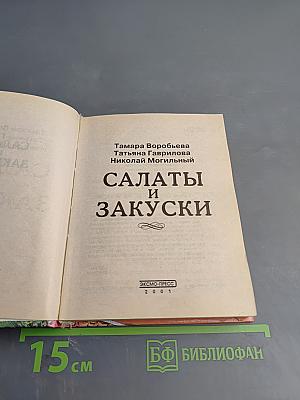 Тамара Воробьева
Татьяна Гаврилова
Николай Могильный
САЛАТЫ
И
ЗАКУСКИ
ЭКСМО-ПРЕСС
2001
15 см
БФ БИБЛИОФАН